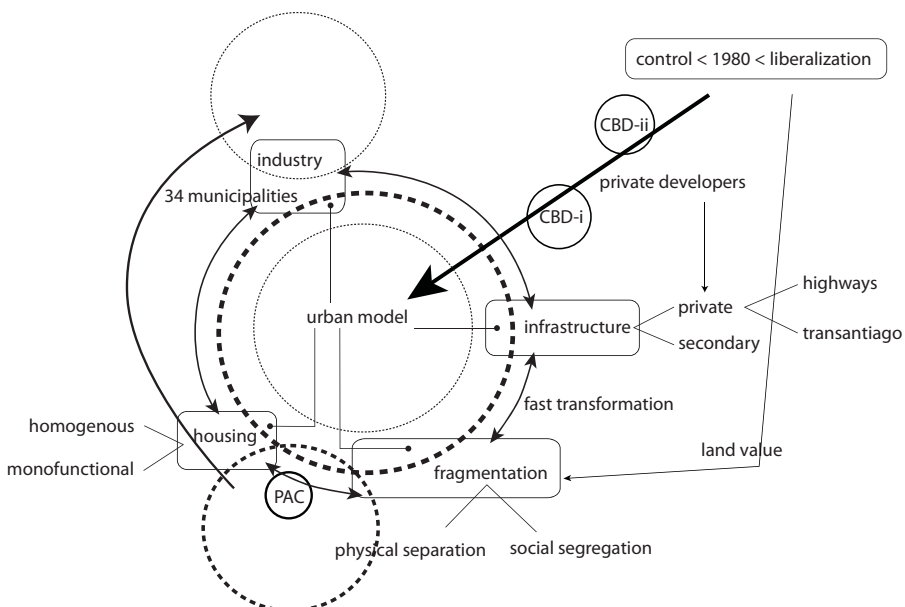 control < 1980 < liberalization
CBD-ii
industry
private developers
34 municipalities
CBD-i
highways
private
urban model
infrastructure
transantiago
secondary
fast transformation
homogenous
housing
land value
monofunctional
fragmentation
PAC
physical separation
social segregation